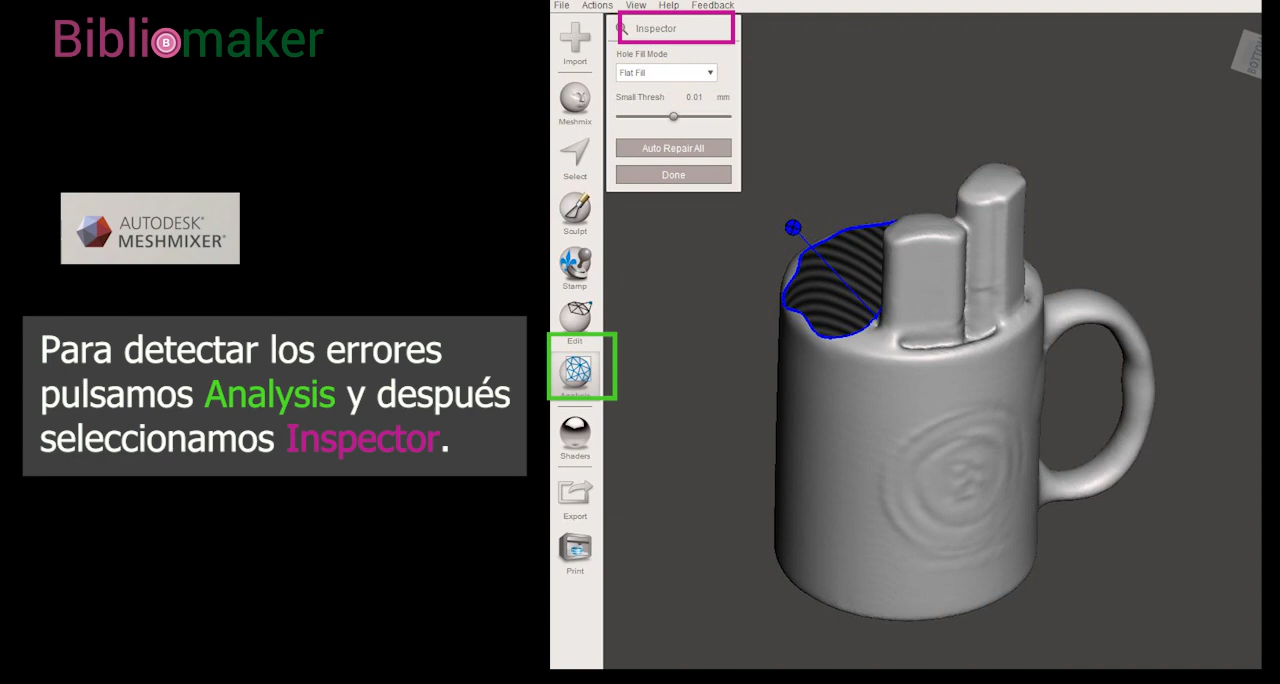 Bibliomaker
AUTODESK®
MESHMIXER®
Para detectar los errores
pulsamos Analysis y después
seleccionamos Inspector.
File Actions View Help Feedback
Import
Meshmix
Select
Sculpt
Stamp
Edit
Analysis
Shaders
Export
Print
Inspector
Hole Fill Mode
Flat Fill
Small Thresh 0.01 mm
Auto Repair All
Done